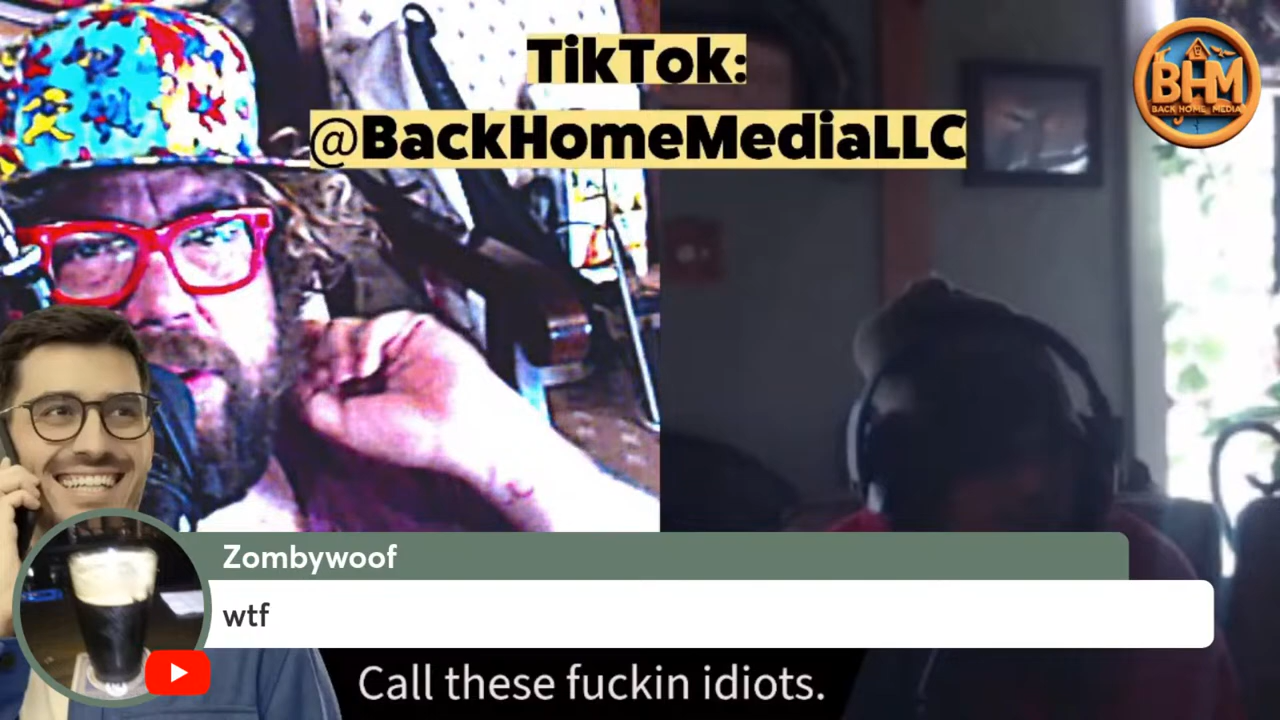 TikTok:
@BackHomeMediaLLC
BHM
BACK HOME MEDIA
Zombywoof
wtf
Call these fuckin idiots.